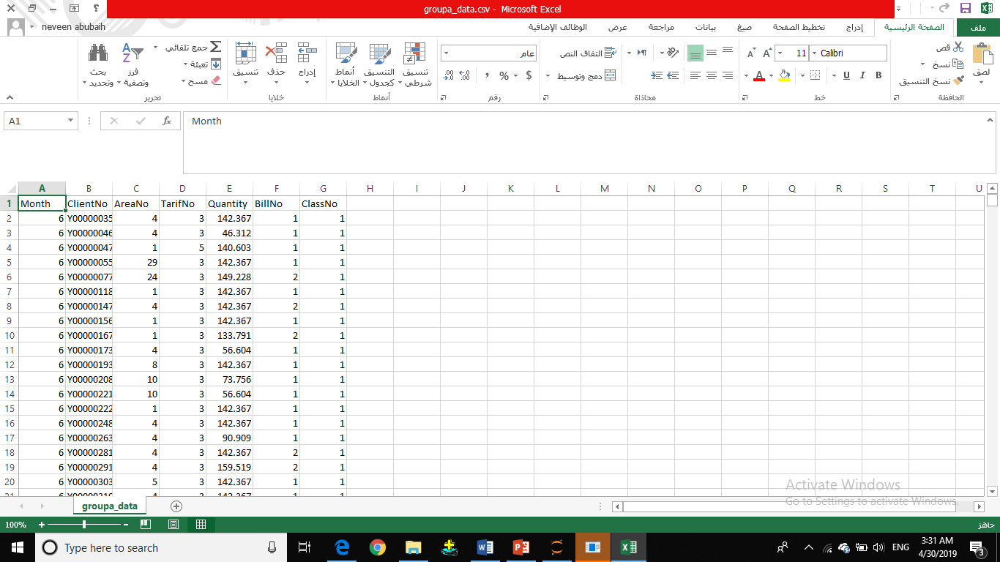 groupa_data.csv - Microsoft Excel
neveen abubaih
ملف الصفحة الرئيسية إدراج تخطيط الصفحة صيغ بيانات مراجعة عرض الوظائف الإضافية
لصق
قص
نسخ
نسخ التنسيق
الحافظة
Calibri 11
B I U
خط
التفاف النص
دمج وتوسيط
محاذاة
عام
$ % ,
رقم
تنسيق شرطي
التنسيق كجدول
أنماط الخلايا
أنماط
إدراج
حذف
تنسيق
خلايا
جمع تلقائي
تعبئة
مسح
فرز وتصفية
بحث وتحديد
تحرير
A1 fx Month
A B C D E F G H I J K L M N O P Q R S T U
1 Month ClientNo AreaNo TarifNo Quantity BillNo ClassNo
2 6 Y00000035 4 3 142.367 1 1
3 6 Y00000046 4 3 46.312 1 1
4 6 Y00000047 1 5 140.603 1 1
5 6 Y00000055 29 3 142.367 1 1
6 6 Y00000077 24 3 149.228 2 1
7 6 Y00000118 1 3 142.367 1 1
8 6 Y00000147 4 3 142.367 2 1
9 6 Y00000156 1 3 142.367 1 1
10 6 Y00000167 1 3 133.791 2 1
11 6 Y00000173 4 3 56.604 1 1
12 6 Y00000193 8 3 142.367 1 1
13 6 Y00000208 10 3 73.756 1 1
14 6 Y00000221 10 3 56.604 1 1
15 6 Y00000222 1 3 142.367 1 1
16 6 Y00000248 4 3 142.367 1 1
17 6 Y00000263 4 3 90.909 1 1
18 6 Y00000281 4 3 142.367 2 1
19 6 Y00000291 4 3 159.519 2 1
20 6 Y00000303 5 3 142.367 1 1
Activate Windows
Go to Settings to activate Windows.
groupa_data
100%
جاهز
Type here to search
ENG
3:31 AM
4/30/2019
3